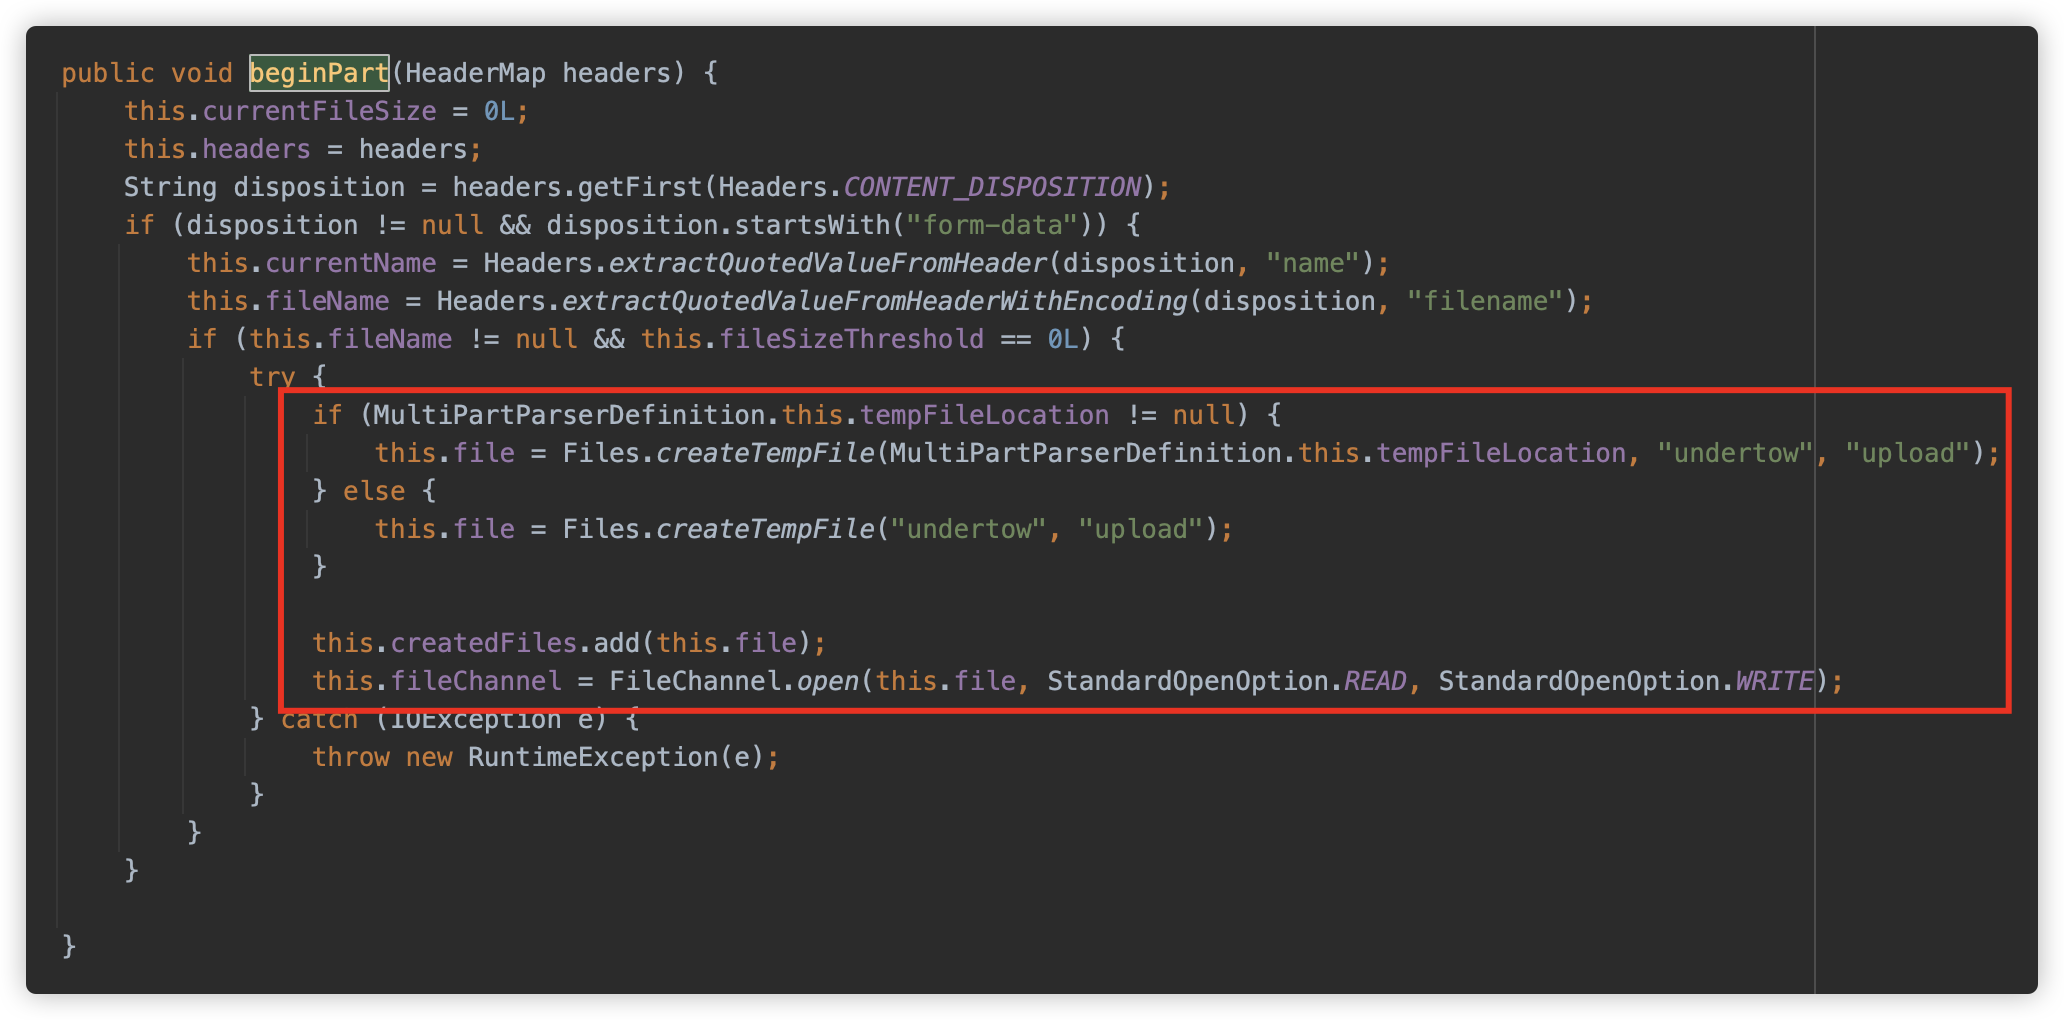 public void beginPart(HeaderMap headers) {
    this.currentFileSize = 0L;
    this.headers = headers;
    String disposition = headers.getFirst(Headers.CONTENT_DISPOSITION);
    if (disposition != null && disposition.startsWith("form-data")) {
        this.currentName = Headers.extractQuotedValueFromHeader(disposition, "name");
        this.fileName = Headers.extractQuotedValueFromHeaderWithEncoding(disposition, "filename");
        if (this.fileName != null && this.fileSizeThreshold == 0L) {
            try {
                if (MultiPartParserDefinition.this.tempFileLocation != null) {
                    this.file = Files.createTempFile(MultiPartParserDefinition.this.tempFileLocation, "undertow", "upload");
                } else {
                    this.file = Files.createTempFile("undertow", "upload");
                }

                this.createdFiles.add(this.file);
                this.fileChannel = FileChannel.open(this.file, StandardOpenOption.READ, StandardOpenOption.WRITE);
            } catch (IOException e) {
                throw new RuntimeException(e);
            }
        }
    }

}